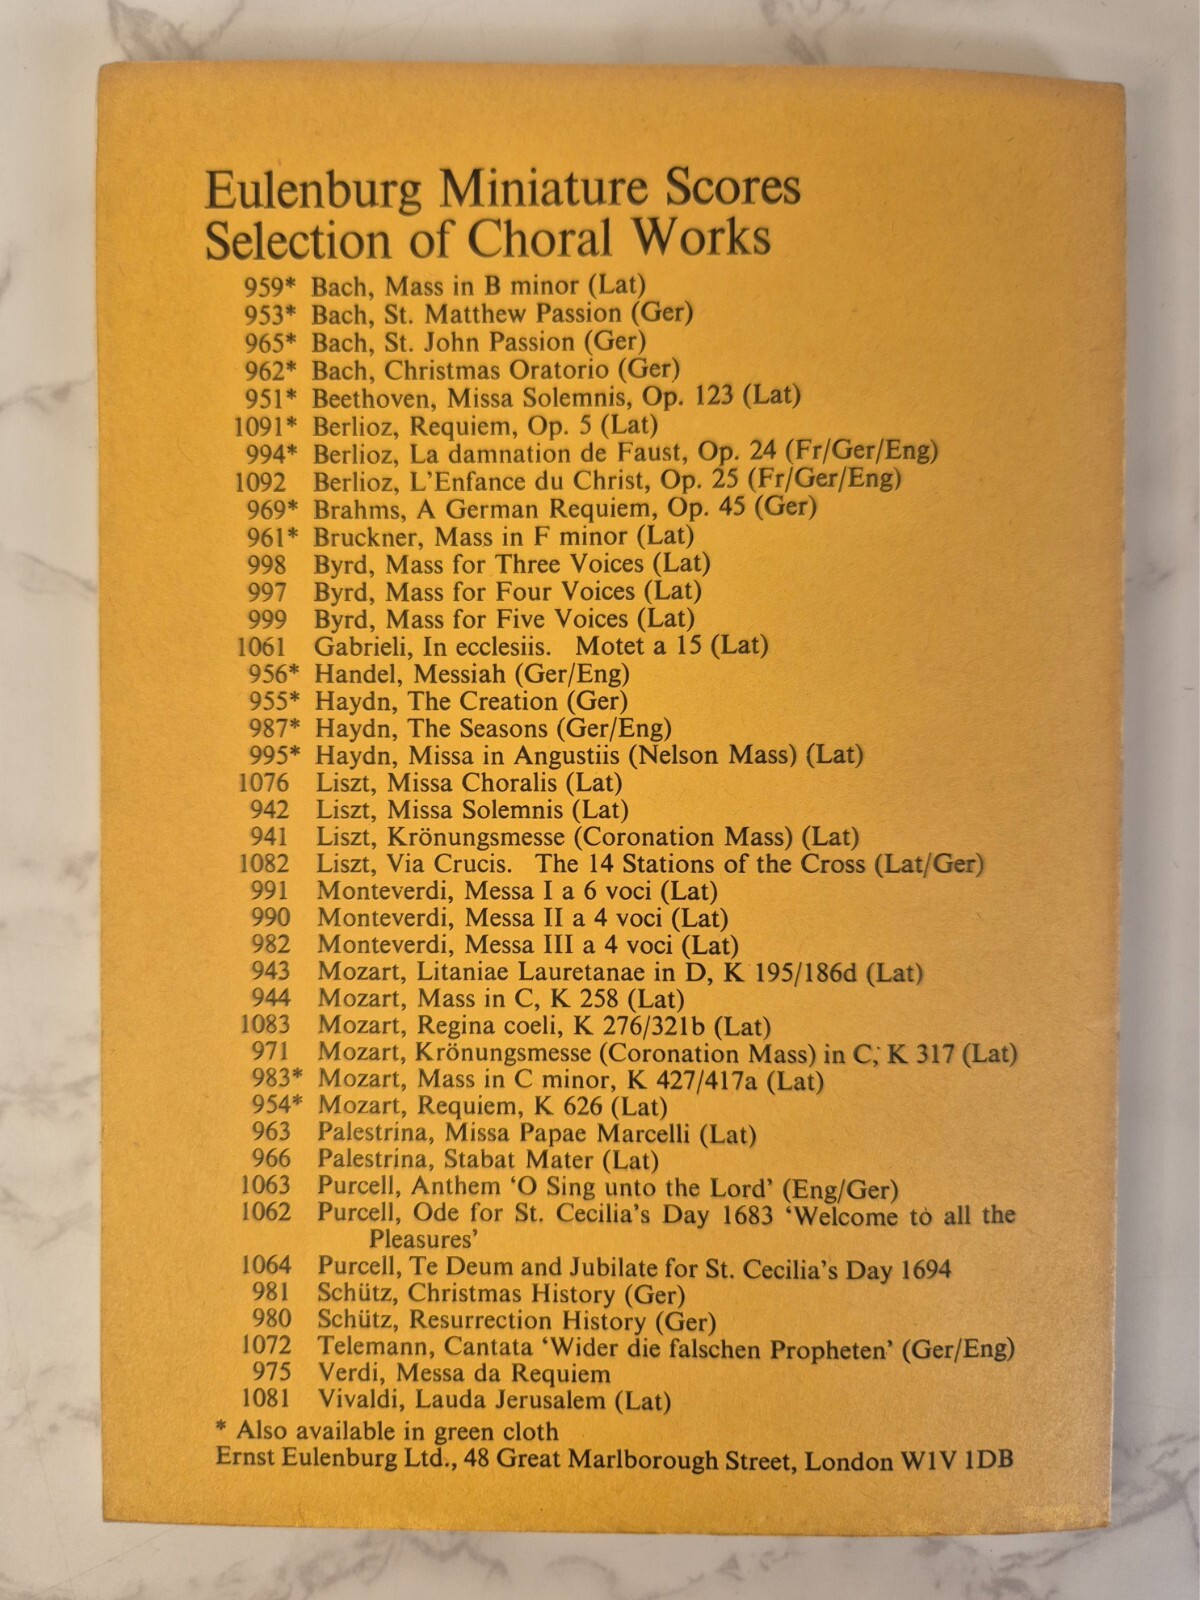 Eulenburg Miniature Scores
Selection of Choral Works
959* Bach, Mass in B minor (Lat)
953* Bach, St. Matthew Passion (Ger)
965* Bach, St. John Passion (Ger)
962* Bach, Christmas Oratorio (Ger)
951* Beethoven, Missa Solemnis, Op. 123 (Lat)
1091* Berlioz, Requiem, Op. 5 (Lat)
994* Berlioz, La damnation de Faust, Op. 24 (Fr/Ger/Eng)
1092 Berlioz, L'Enfance du Christ, Op. 25 (Fr/Ger/Eng)
969* Brahms, A German Requiem, Op. 45 (Ger)
961* Bruckner, Mass in F minor (Lat)
998 Byrd, Mass for Three Voices (Lat)
997 Byrd, Mass for Four Voices (Lat)
999 Byrd, Mass for Five Voices (Lat)
1061 Gabrieli, In ecclesiis. Motet a 15 (Lat)
956* Handel, Messiah (Ger/Eng)
955* Haydn, The Creation (Ger)
987* Haydn, The Seasons (Ger/Eng)
995* Haydn, Missa in Angustiis (Nelson Mass) (Lat)
1076 Liszt, Missa Choralis (Lat)
942 Liszt, Missa Solemnis (Lat)
941 Liszt, Krönungsmesse (Coronation Mass) (Lat)
1082 Liszt, Via Crucis. The 14 Stations of the Cross (Lat/Ger)
991 Monteverdi, Messa I a 6 voci (Lat)
990 Monteverdi, Messa II a 4 voci (Lat)
982 Monteverdi, Messa III a 4 voci (Lat)
943 Mozart, Litaniae Lauretanae in D, K 195/186d (Lat)
944 Mozart, Mass in C, K 258 (Lat)
1083 Mozart, Regina coeli, K 276/321b (Lat)
971 Mozart, Krönungsmesse (Coronation Mass) in C, K 317 (Lat)
983* Mozart, Mass in C minor, K 427/417a (Lat)
954* Mozart, Requiem, K 626 (Lat)
963 Palestrina, Missa Papae Marcelli (Lat)
966 Palestrina, Stabat Mater (Lat)
1063 Purcell, Anthem ‘O Sing unto the Lord’ (Eng/Ger)
1062 Purcell, Ode for St. Cecilia's Day 1683 ‘Welcome to all the
Pleasures’
1064 Purcell, Te Deum and Jubilate for St. Cecilia's Day 1694
981 Schütz, Christmas History (Ger)
980 Schütz, Resurrection History (Ger)
1072 Telemann, Cantata ‘Wider die falschen Propheten’ (Ger/Eng)
975 Verdi, Messa da Requiem
1081 Vivaldi, Lauda Jerusalem (Lat)
* Also available in green cloth
Ernst Eulenburg Ltd., 48 Great Marlborough Street, London W1V 1DB